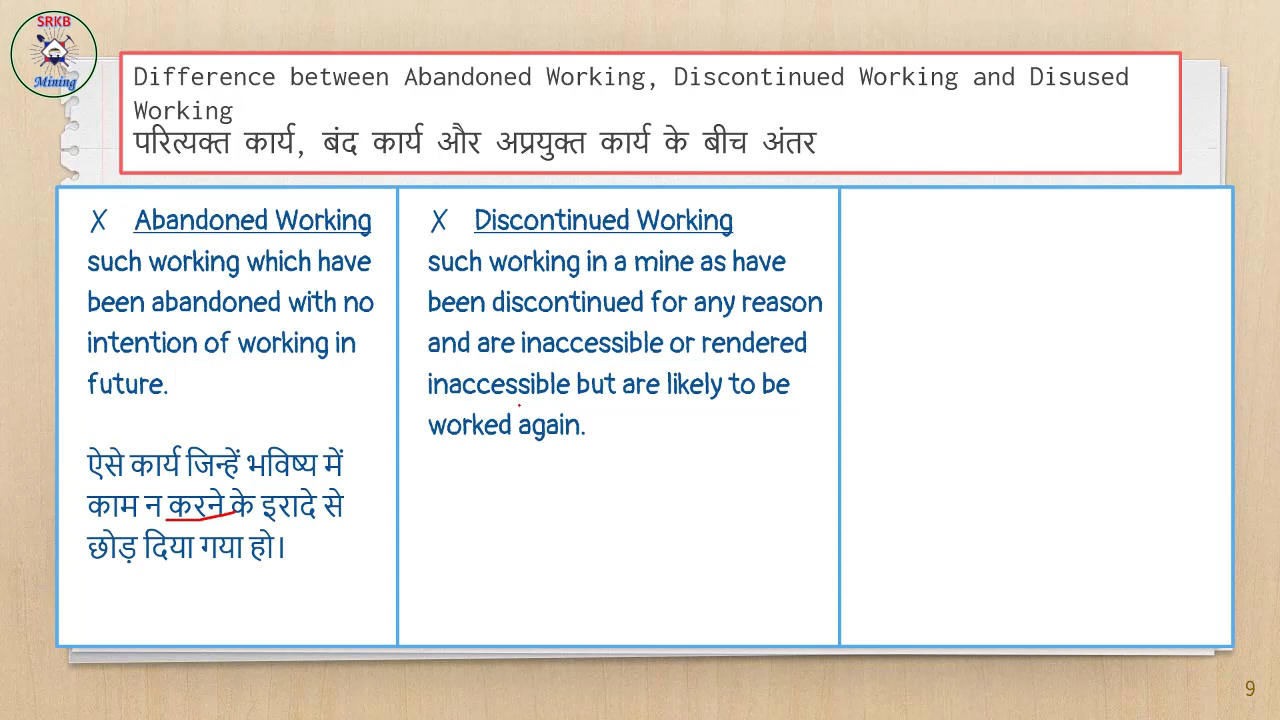 SRKB
Mining
Difference between Abandoned Working, Discontinued Working and Disused
Working
परित्यक्त कार्य, बंद कार्य और अप्रयुक्त कार्य के बीच अंतर
✗ Abandoned Working
such working which have
been abandoned with no
intention of working in
future.
ऐसे कार्य जिन्हें भविष्य में
काम न करने के इरादे से
छोड़ दिया गया हो।
✗ Discontinued Working
such working in a mine as have
been discontinued for any reason
and are inaccessible or rendered
inaccessible but are likely to be
worked again.
9